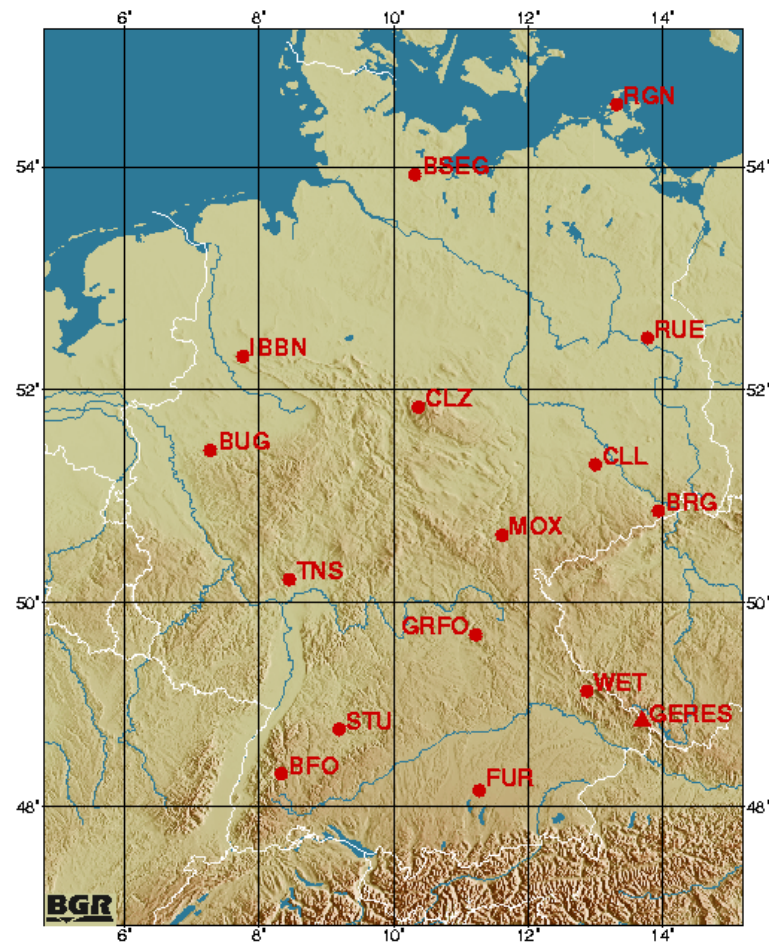 6' 8' 10' 12' 14'
RGN
54' BSEG 54'
RUE
IBBN
52' 52'
CLZ
BUG
CLL
BRG
MOX
TNS
50' 50'
GRFO
WET
GERES
STU
BFO
FUR
48' 48'
BGR
6' 8' 10' 12' 14'